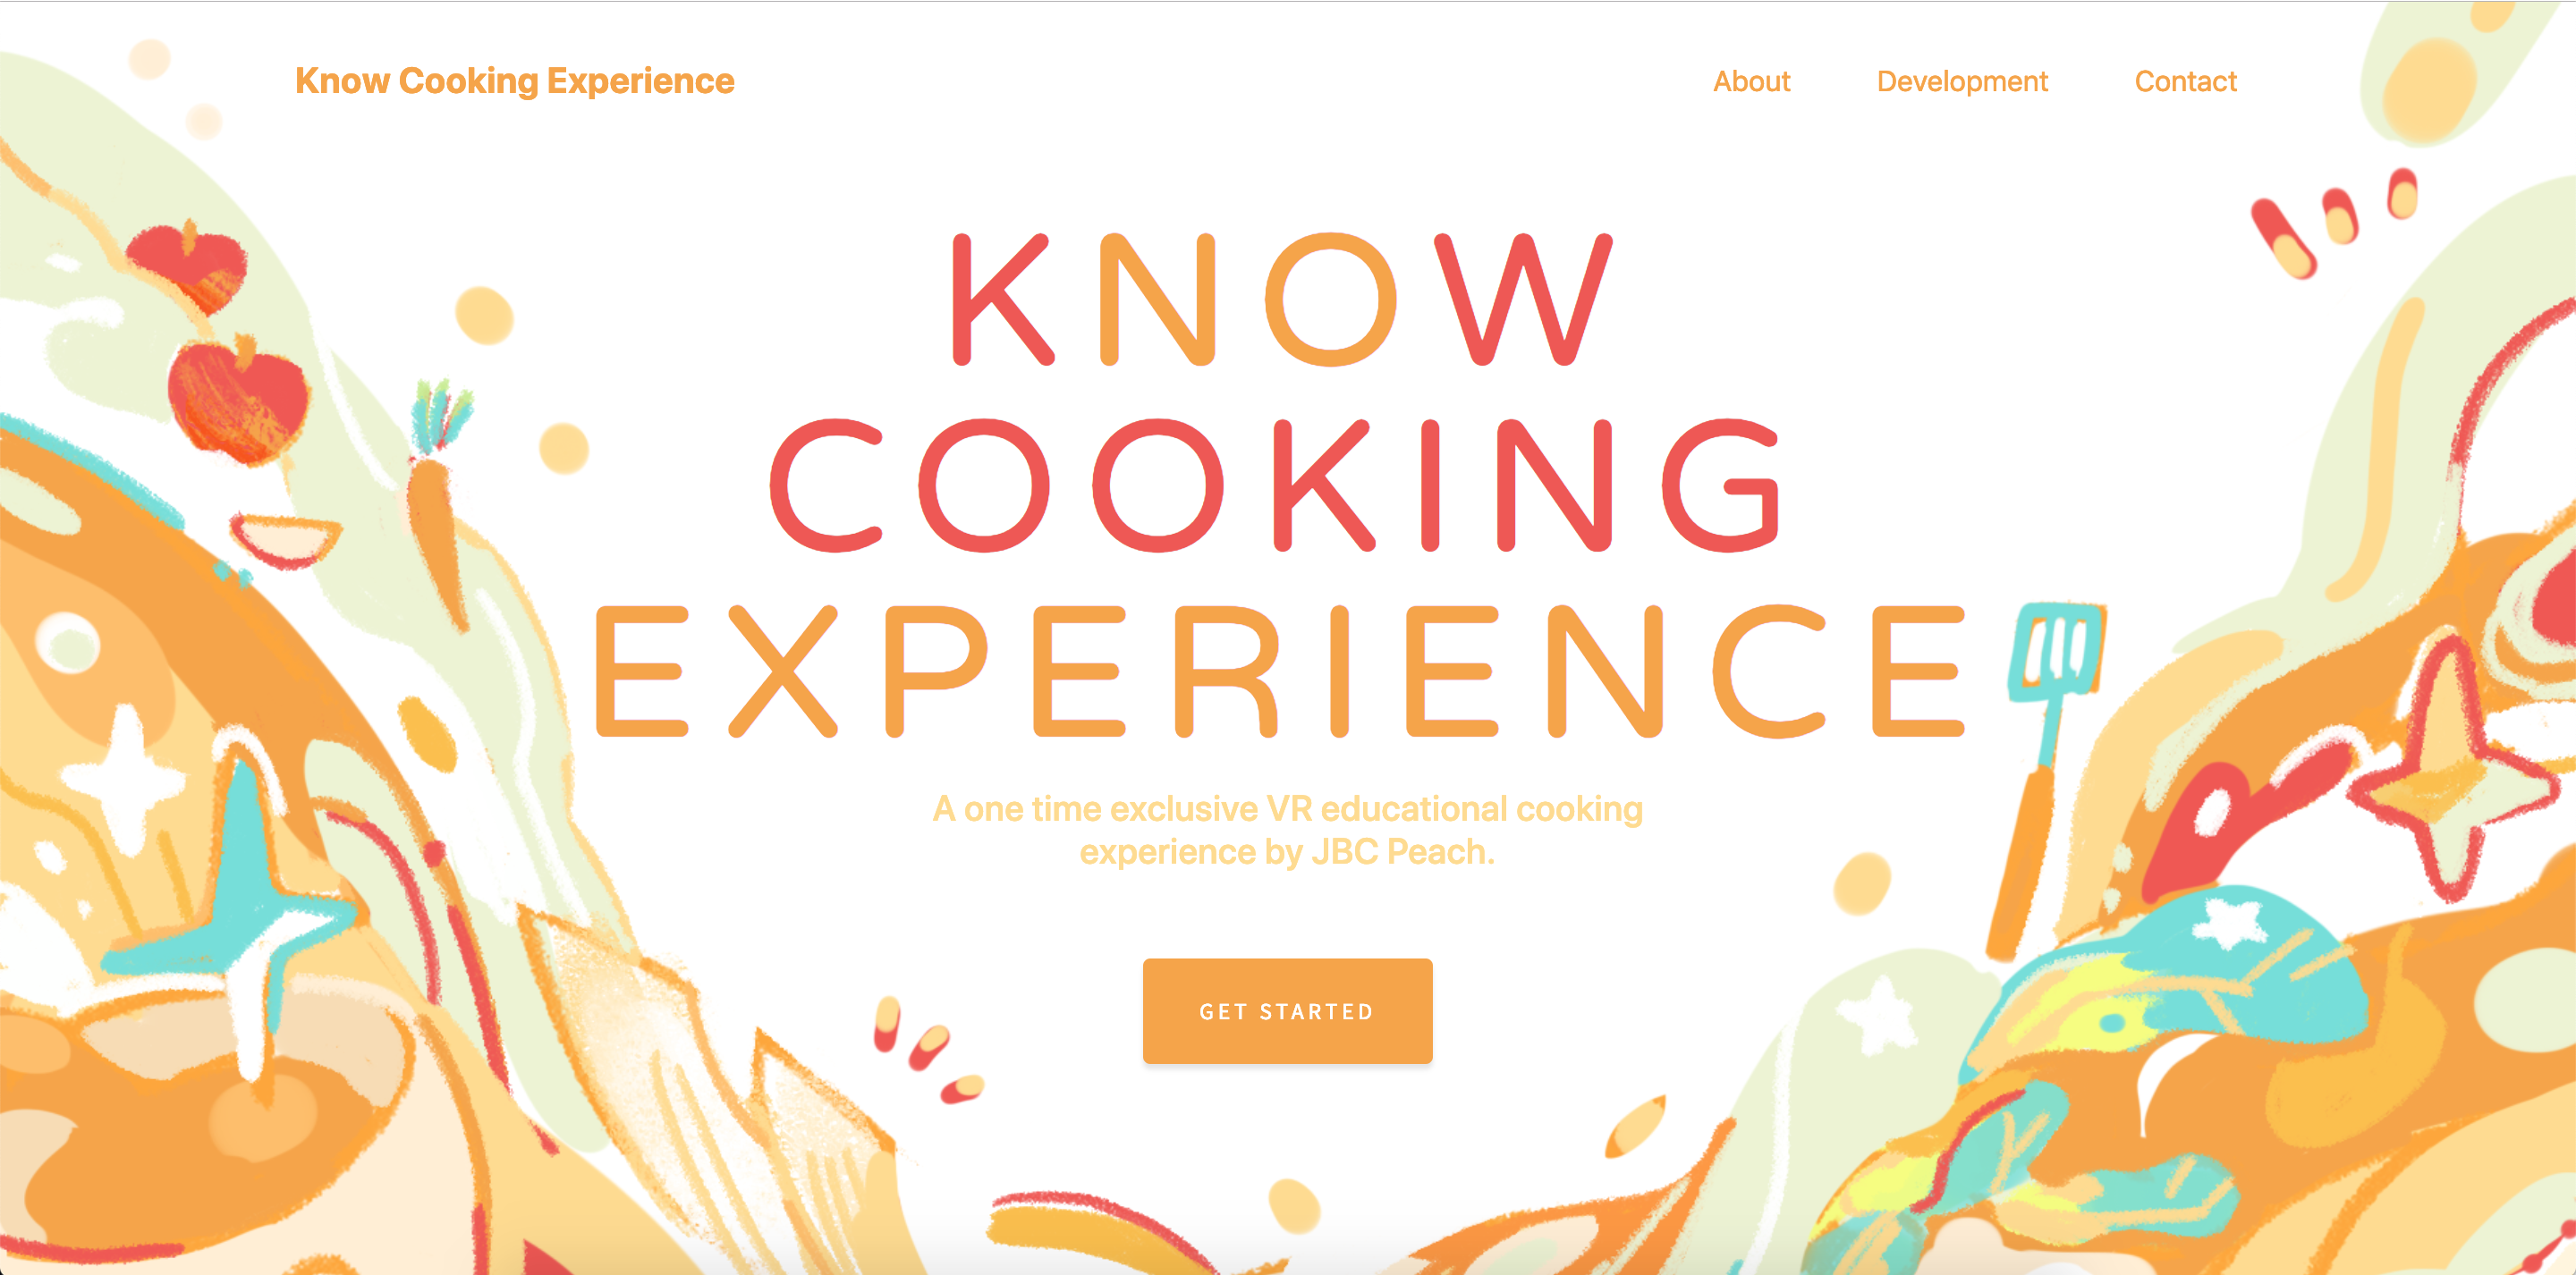 Know Cooking Experience
About
Development
Contact
KNOW
COOKING
EXPERIENCE
A one time exclusive VR educational cooking
experience by JBC Peach.
GET STARTED